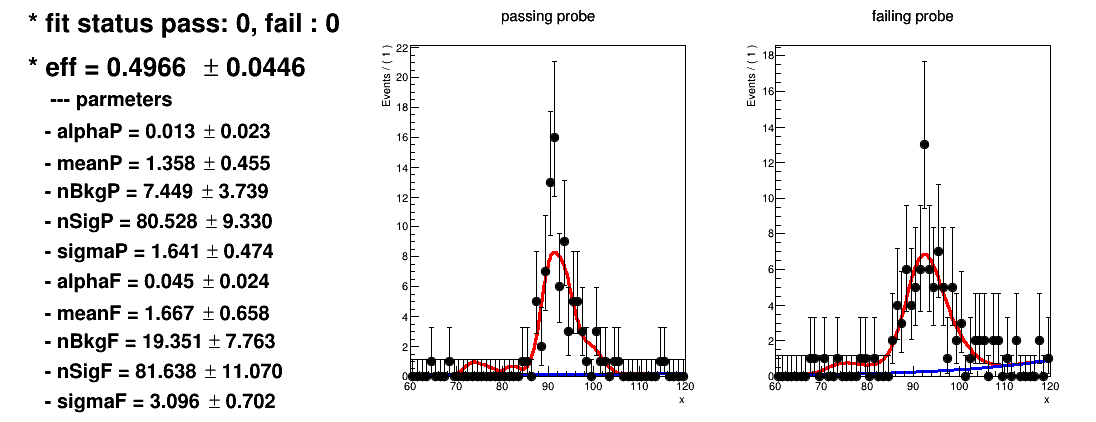 * fit status pass: 0, fail : 0
* eff = 0.4966 ± 0.0446
--- parmeters
- alphaP = 0.013 ± 0.023
- meanP = 1.358 ± 0.455
- nBkgP = 7.449 ± 3.739
- nSigP = 80.528 ± 9.330
- sigmaP = 1.641 ± 0.474
- alphaF = 0.045 ± 0.024
- meanF = 1.667 ± 0.658
- nBkgF = 19.351 ± 7.763
- nSigF = 81.638 ± 11.070
- sigmaF = 3.096 ± 0.702
passing probe
Events / ( 1 )
22
20
18
16
14
12
10
8
6
4
2
0
60 70 80 90 100 110 120
x
failing probe
Events / ( 1 )
18
16
14
12
10
8
6
4
2
0
60 70 80 90 100 110 120
x